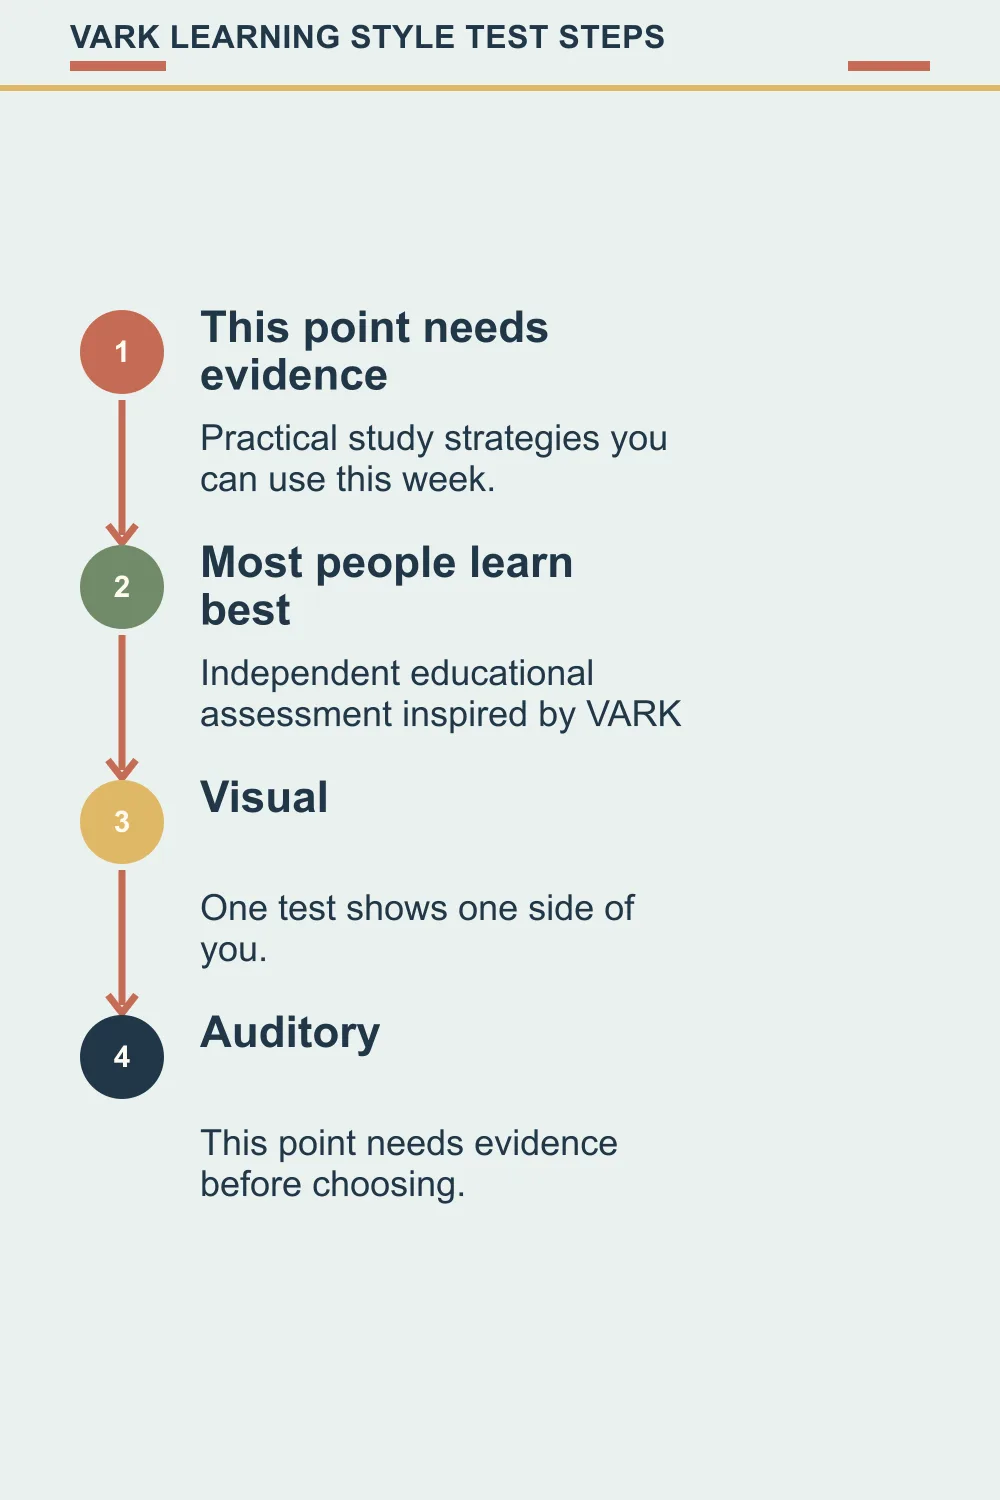 VARK LEARNING STYLE TEST STEPS
1
This point needs
evidence
Practical study strategies you
can use this week.
2
Most people learn
best
Independent educational
assessment inspired by VARK
3
Visual
One test shows one side of
you.
4
Auditory
This point needs evidence
before choosing.